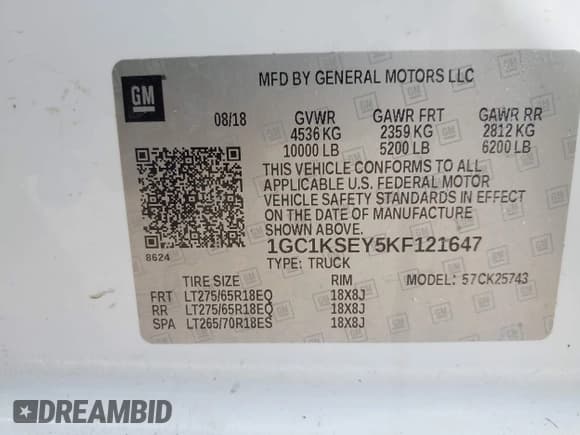 GM
MFD BY GENERAL MOTORS LLC
08/18 GVWR GAWR FRT GAWR RR
4536 KG 2359 KG 2812 KG
10000 LB 5200 LB 6200 LB
THIS VEHICLE CONFORMS TO ALL
APPLICABLE U.S. FEDERAL MOTOR
VEHICLE SAFETY STANDARDS IN EFFECT
ON THE DATE OF MANUFACTURE
SHOWN ABOVE.
8624
1GC1KSEY5KF121647
TYPE: TRUCK MODEL: 57CK25743
TIRE SIZE RIM
FRT LT275/65R18EQ 18X8J
RR LT275/65R18EQ 18X8J
SPA LT265/70R18ES 18X8J
DREAMBID